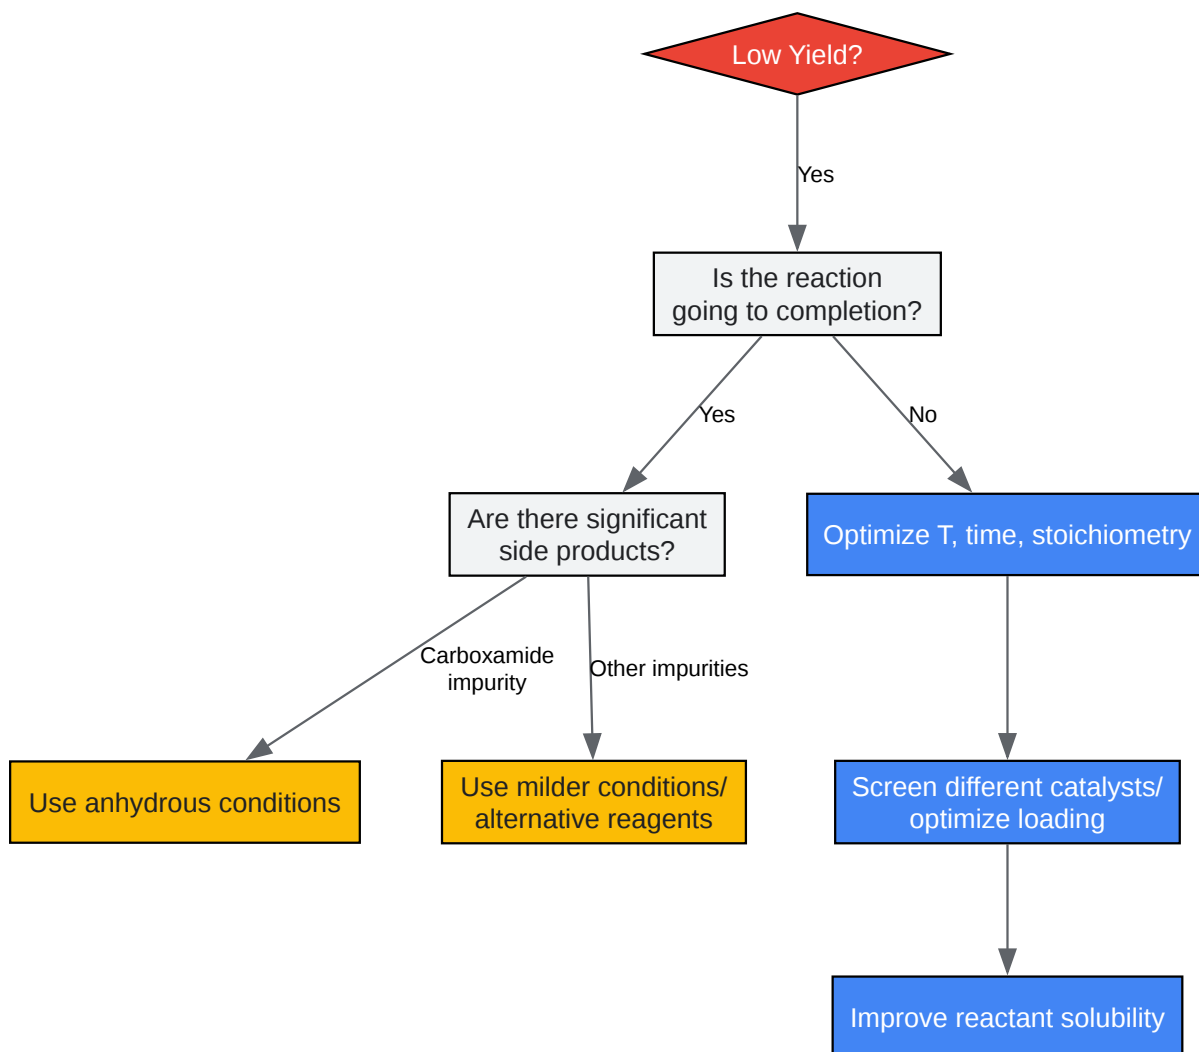 Low Yield?
Yes
Is the reaction
going to completion?
Yes
No
Are there significant
side products?
Optimize T, time, stoichiometry
Carboxamide
impurity
Other impurities
Use anhydrous conditions
Use milder conditions/
alternative reagents
Screen different catalysts/
optimize loading
Improve reactant solubility